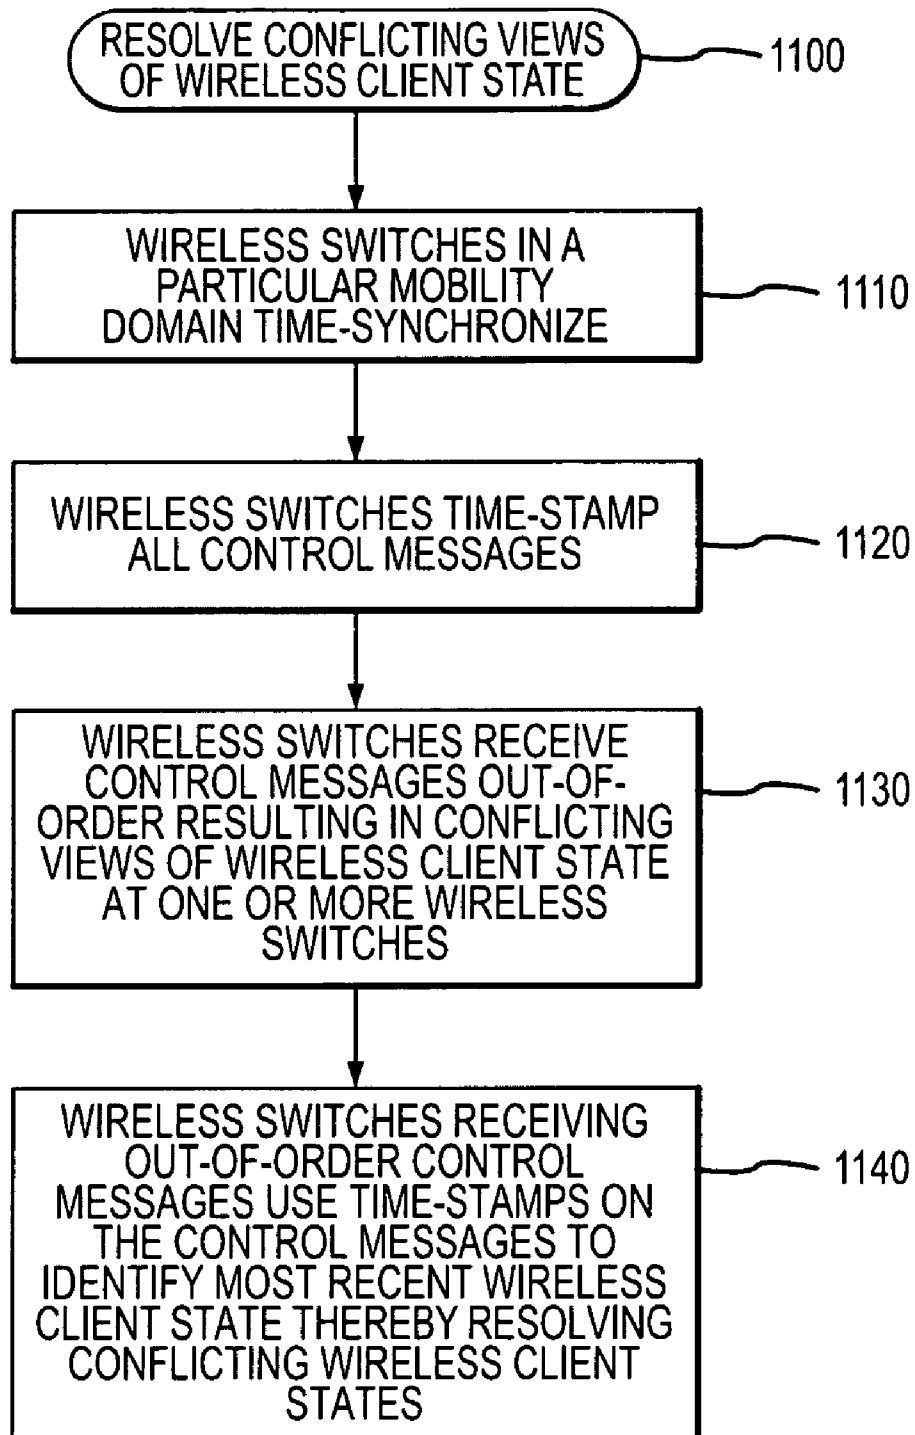 RESOLVE CONFLICTING VIEWS
OF WIRELESS CLIENT STATE
1100
WIRELESS SWITCHES IN A
PARTICULAR MOBILITY
DOMAIN TIME-SYNCHRONIZE
1110
WIRELESS SWITCHES TIME-STAMP
ALL CONTROL MESSAGES
1120
WIRELESS SWITCHES RECEIVE
CONTROL MESSAGES OUT-OF-
ORDER RESULTING IN CONFLICTING
VIEWS OF WIRELESS CLIENT STATE
AT ONE OR MORE WIRELESS
SWITCHES
1130
WIRELESS SWITCHES RECEIVING
OUT-OF-ORDER CONTROL
MESSAGES USE TIME-STAMPS ON
THE CONTROL MESSAGES TO
IDENTIFY MOST RECENT WIRELESS
CLIENT STATE THEREBY RESOLVING
CONFLICTING WIRELESS CLIENT
STATES
1140